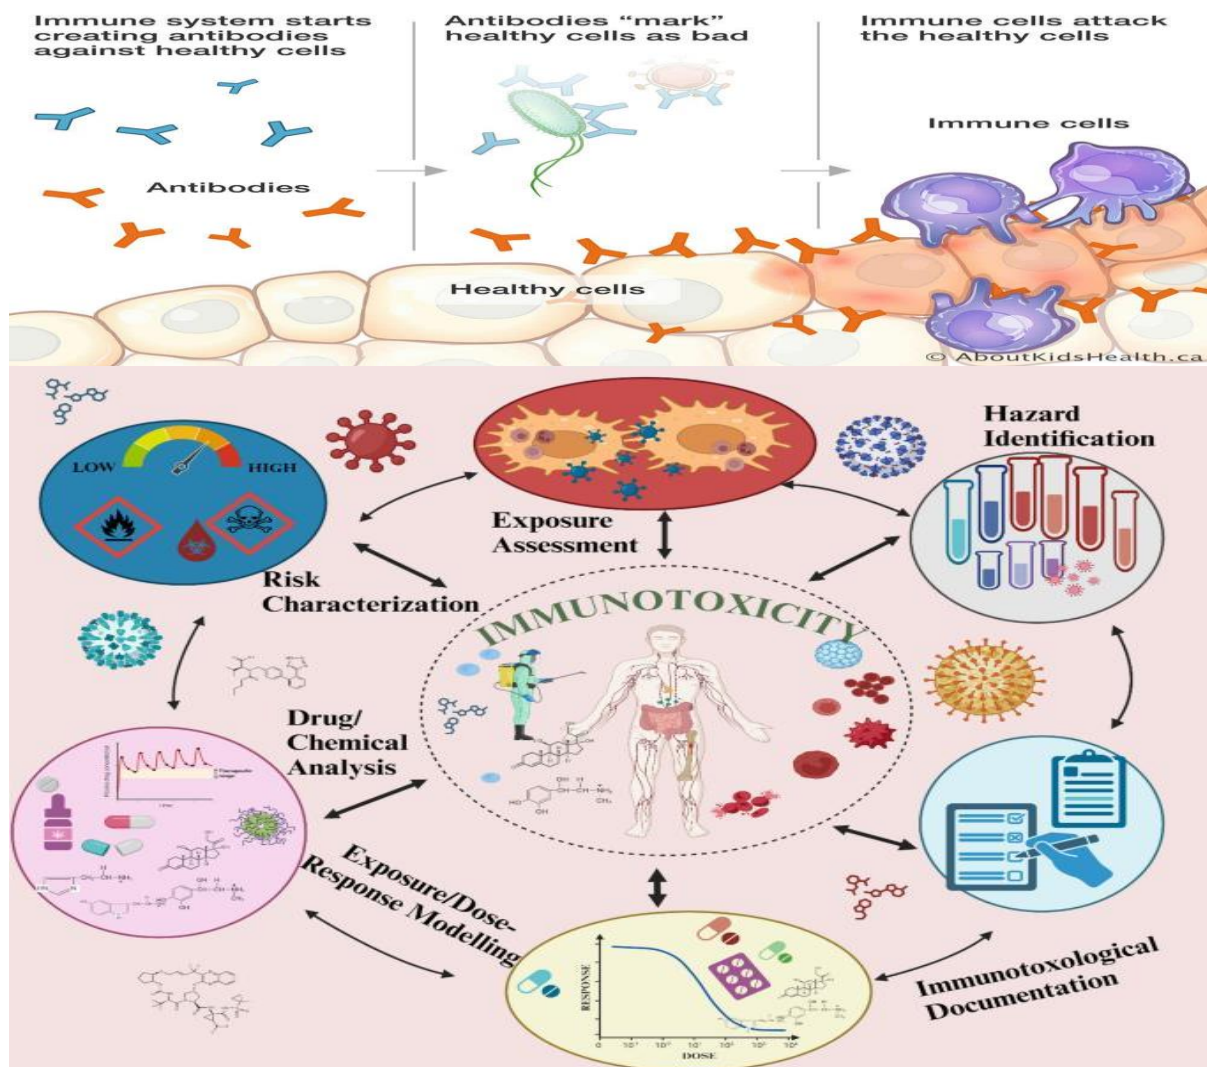 Immune system starts
creating antibodies
against healthy cells
Antibodies “mark”
healthy cells as bad
Immune cells attack
the healthy cells
Immune cells
Antibodies
Healthy cells
© AboutKidsHealth.ca
LOW
HIGH
Hazard
Identification
Exposure
Assessment
Risk
Characterization
IMMUNOTOXICITY
Drug/
Chemical
Analysis
Exposure/Dose-
Response Modelling
Immunotoxological
Documentation
RESPONSE
DOSE